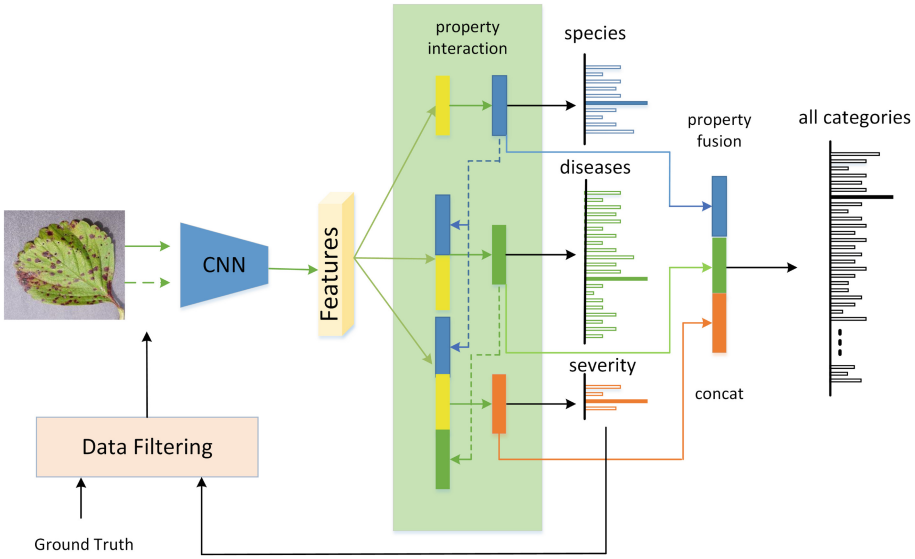 property
interaction
species
diseases
severity
property
fusion
all categories
CNN
Features
concat
Data Filtering
Ground Truth